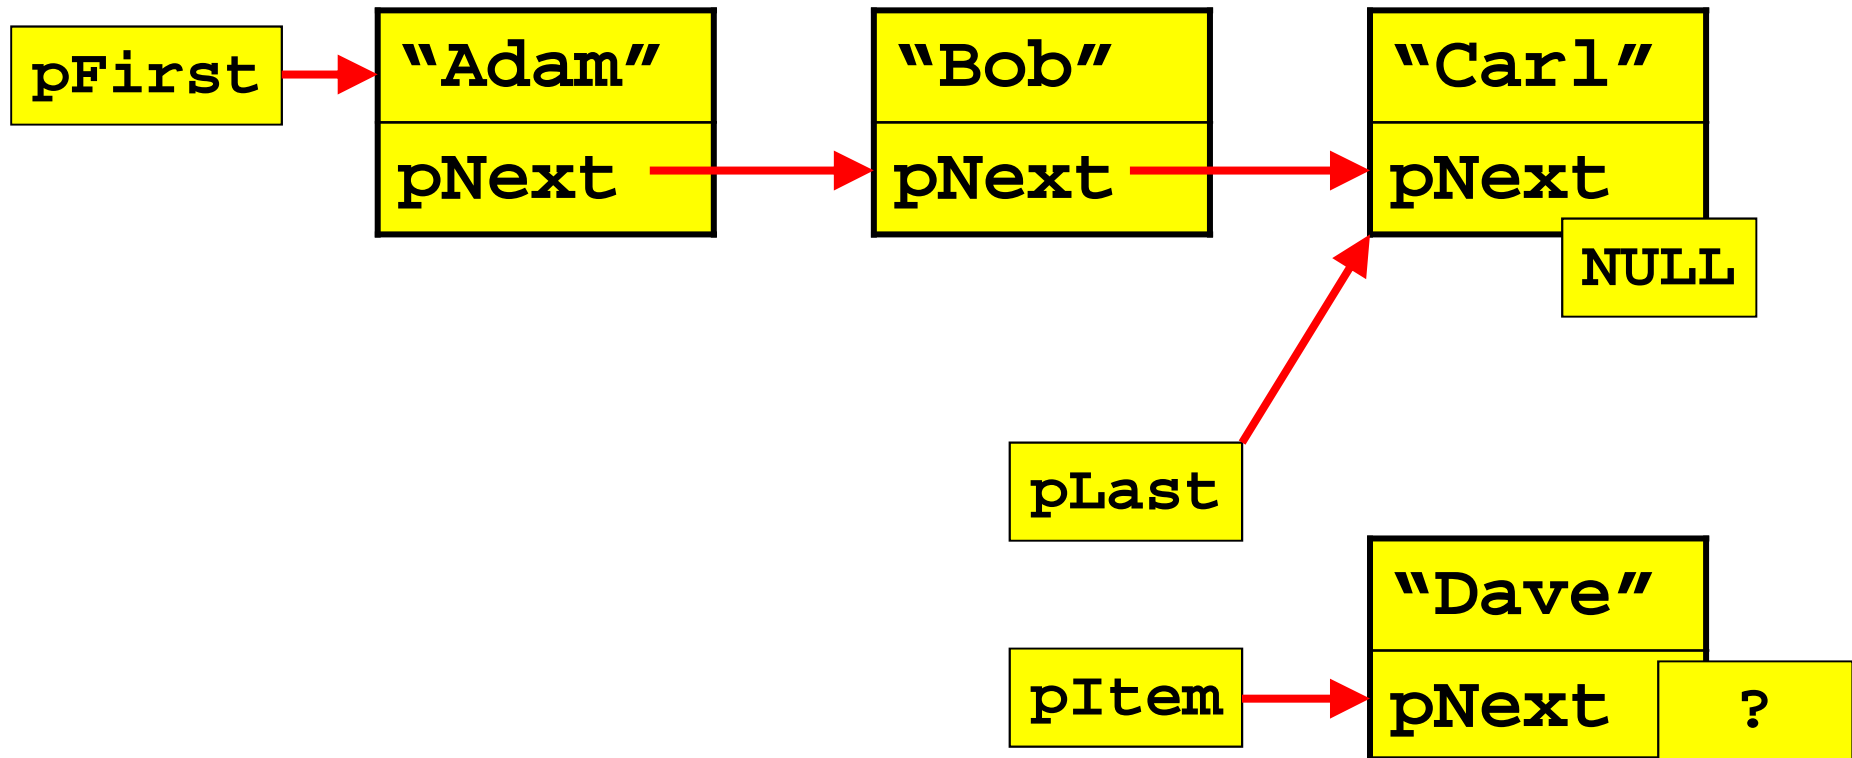 pFirst
“Adam”
pNext
“Bob”
pNext
“Carl”
pNext
NULL
pLast
“Dave”
pItem
pNext
?